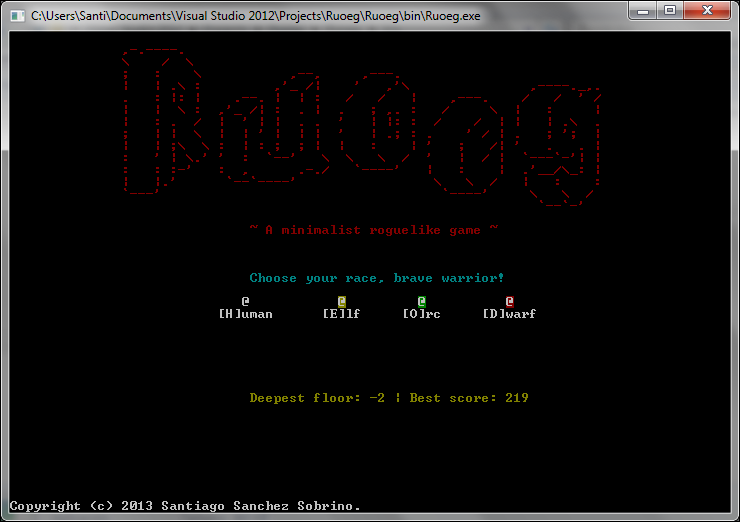 C:\Users\Santi\Documents\Visual Studio 2012\Projects\Ruoeg\Ruoeg\bin\Ruoeg.exe
Ruoeg
~ A minimalist roguelike game ~
Choose your race, brave warrior!
@ @ @ @
[H]uman [E]lf [O]rc [D]warf
Deepest floor: -2 ¦ Best score: 219
Copyright (c) 2013 Santiago Sanchez Sobrino.